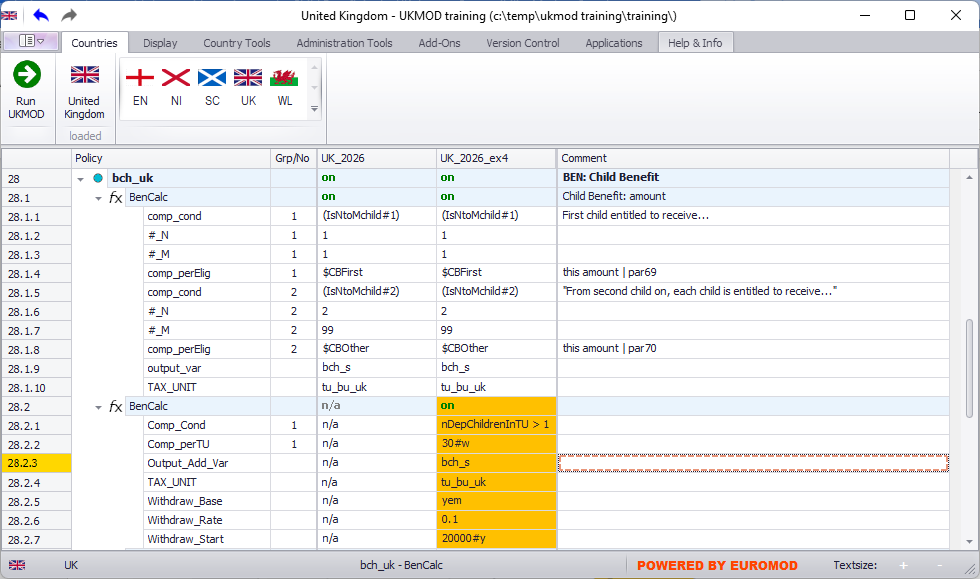 United Kingdom - UKMOD training (c:\temp\ukmod training\training\)
Countries Display Country Tools Administration Tools Add-Ons Version Control Applications Help & Info
Run UKMOD
United Kingdom
loaded
EN NI SC UK WL
Policy Grp/No UK_2026 UK_2026_ex4 Comment
28 bch_uk on on BEN: Child Benefit
28.1 fx BenCalc on on Child Benefit: amount
28.1.1 comp_cond 1 (IsNtoMchild#1) (IsNtoMchild#1) First child entitled to receive...
28.1.2 #_N 1 1 1
28.1.3 #_M 1 1 1
28.1.4 comp_perElig 1 $CBFirst $CBFirst this amount | par69
28.1.5 comp_cond 2 (IsNtoMchild#2) (IsNtoMchild#2) "From second child on, each child is entitled to receive..."
28.1.6 #_N 2 2 2
28.1.7 #_M 2 99 99
28.1.8 comp_perElig 2 $CBOther $CBOther this amount | par70
28.1.9 output_var bch_s bch_s
28.1.10 TAX_UNIT tu_bu_uk tu_bu_uk
28.2 fx BenCalc n/a on
28.2.1 Comp_Cond 1 n/a nDepChildrenInTU > 1
28.2.2 Comp_perTU 1 n/a 30#w
28.2.3 Output_Add_Var n/a bch_s
28.2.4 TAX_UNIT n/a tu_bu_uk
28.2.5 Withdraw_Base n/a yem
28.2.6 Withdraw_Rate n/a 0.1
28.2.7 Withdraw_Start n/a 20000#y
UK bch_uk - BenCalc POWERED BY EUROMOD Textsize: + -